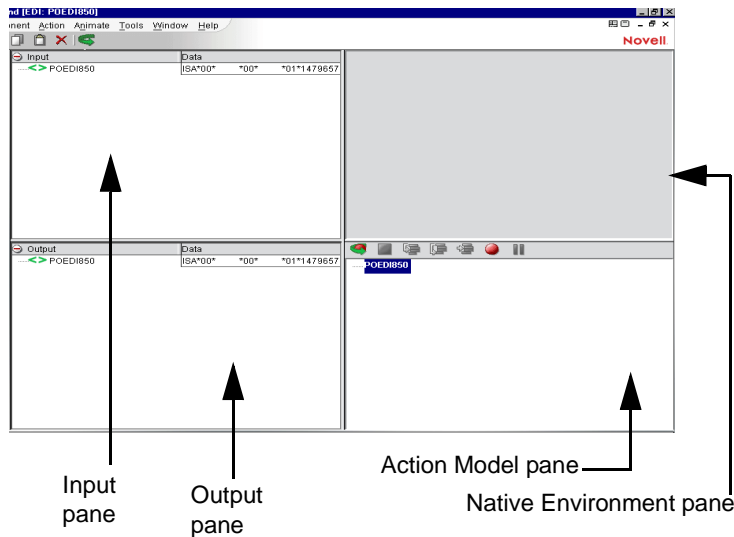 nd [EDI: POEDI850]
nent Action Animate Tools Window Help
Novell
Input Data
POEDI850 ISA*00* *00* *01*1479657
Output Data
POEDI850 ISA*00* *00* *01*1479657
POEDI850
Input pane
Output pane
Action Model pane
Native Environment pane